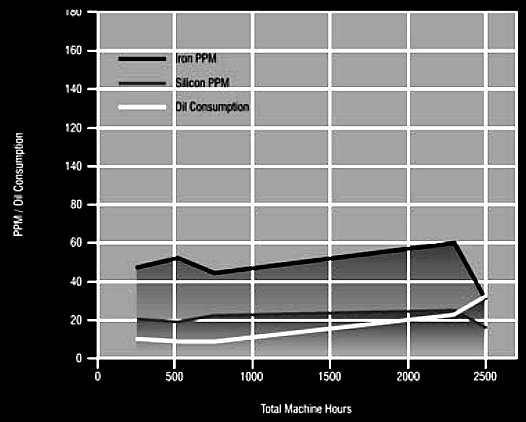 180
160
Iron PPM
Silicon PPM
140
Oil Consumption
120
140
80
60
40
20
0
PPM / Oil Consumption
0 500 1000 1500 2000 2500
Total Machine Hours